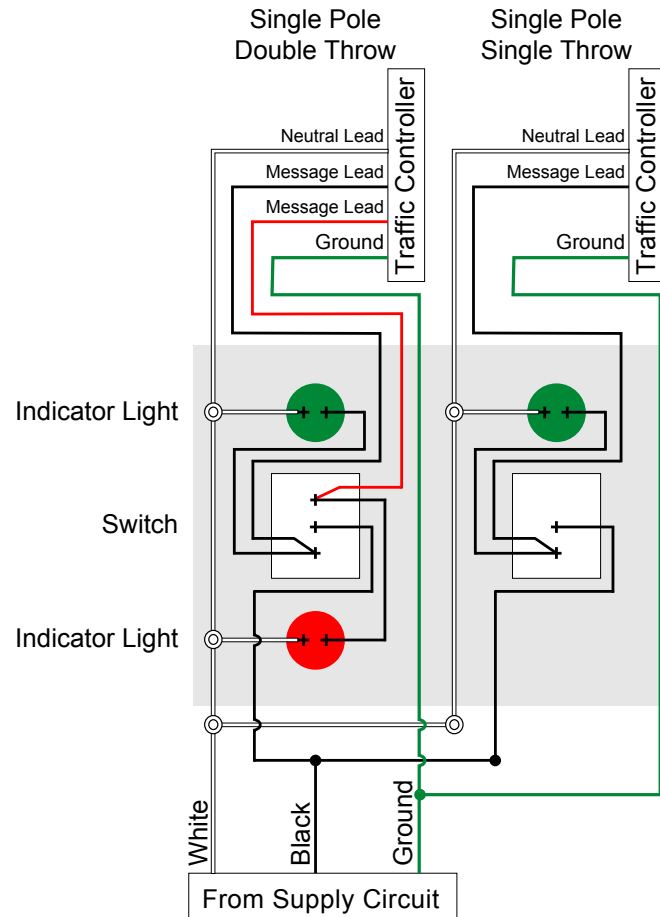 Single Pole
Double Throw
Single Pole
Single Throw
Traffic Controller
Neutral Lead
Message Lead
Message Lead
Ground
Traffic Controller
Neutral Lead
Message Lead
Ground
Indicator Light
Switch
Indicator Light
White
Black
Ground
From Supply Circuit